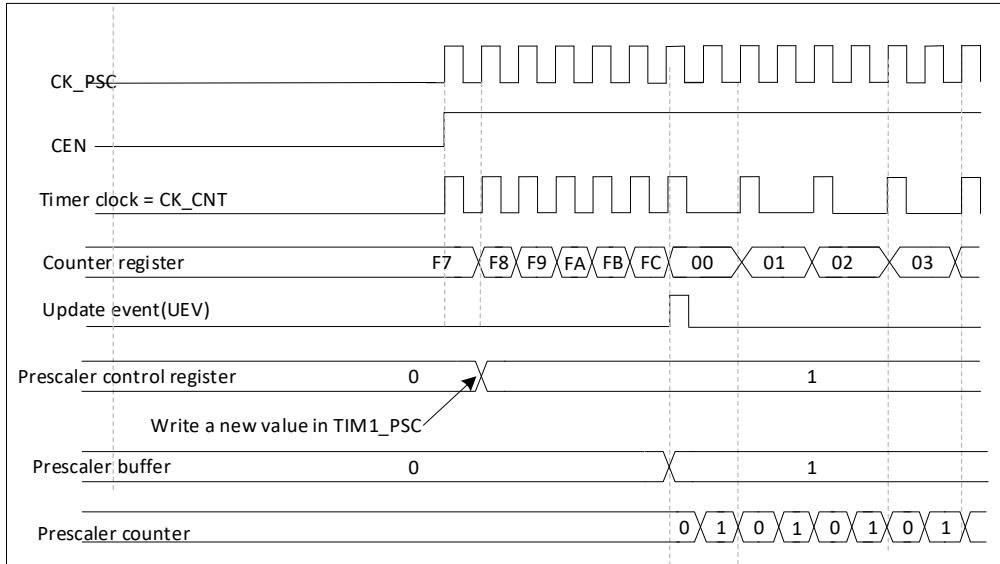 CK_PSC
CEN
Timer clock = CK_CNT
Counter register F7 F8 F9 FA FB FC 00 01 02 03
Update event(UEV)
Prescaler control register 0 1
Write a new value in TIM1_PSC
Prescaler buffer 0 1
Prescaler counter 0 1 0 1 0 1 0 1